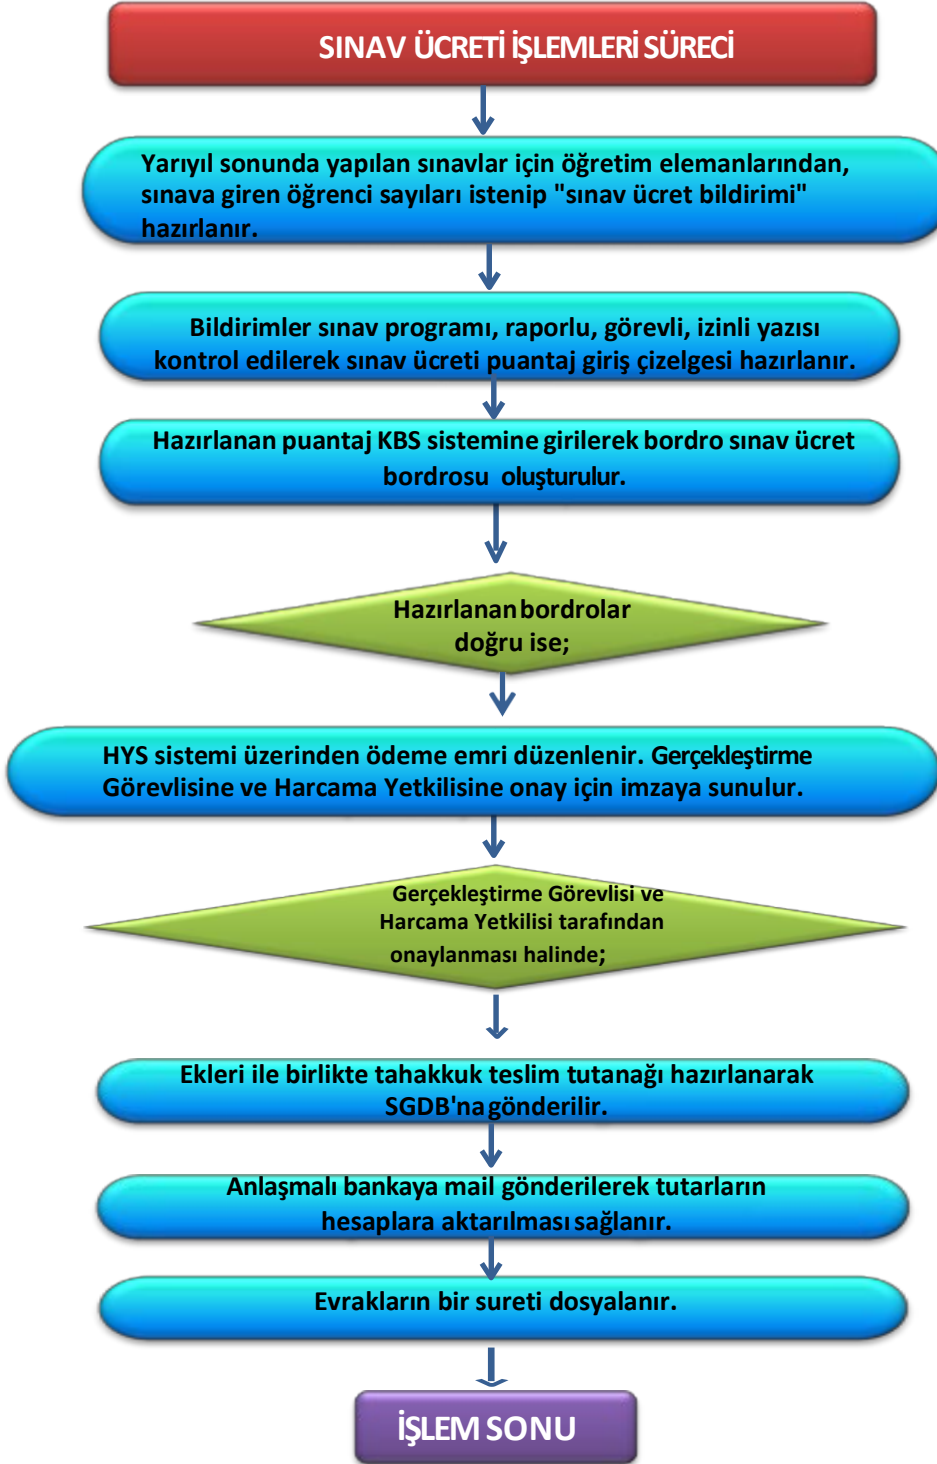 SINAV ÜCRETİ İŞLEMLERİ SÜRECİ
Yarıyıl sonunda yapılan sınavlar için öğretim elemanlarından,
sınava giren öğrenci sayıları istenip "sınav ücret bildirimi"
hazırlanır.
Bildirimler sınav programı, raporlu, görevli, izinli yazısı
kontrol edilerek sınav ücreti puantaj giriş çizelgesi hazırlanır.
Hazırlanan puantaj KBS sistemine girilerek bordro sınav ücret
bordrosu oluşturulur.
Hazırlanan bordrolar
doğru ise;
HYS sistemi üzerinden ödeme emri düzenlenir. Gerçekleştirme
Görevlisine ve Harcama Yetkilisine onay için imzaya sunulur.
Gerçekleştirme Görevlisi ve
Harcama Yetkilisi tarafından
onaylanması halinde;
Ekleri ile birlikte tahakkuk teslim tutanağı hazırlanarak
SGDB'na gönderilir.
Anlaşmalı bankaya mail gönderilerek tutarların
hesaplara aktarılması sağlanır.
Evrakların bir sureti dosyalanır.
İŞLEM SONU